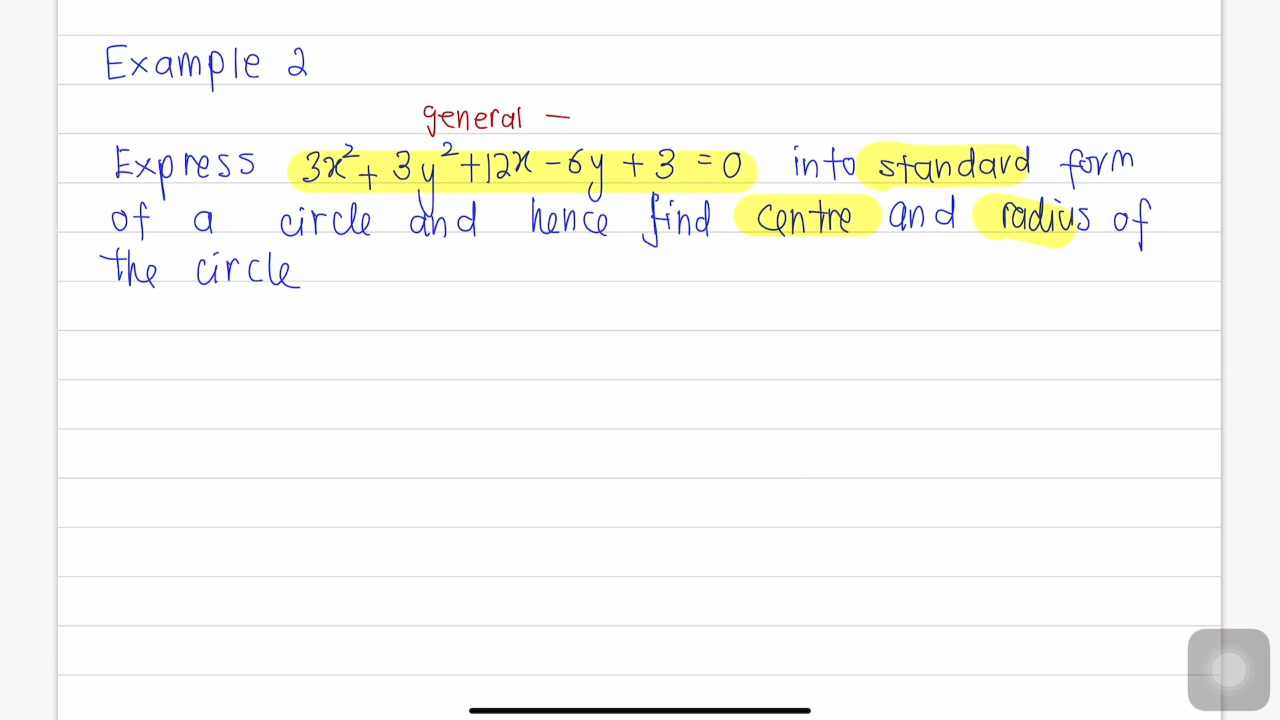 Example 2
general –
Express 3x² + 3y² + 12x - 6y + 3 = 0 into standard form
of a circle and hence find centre and radius of
the circle